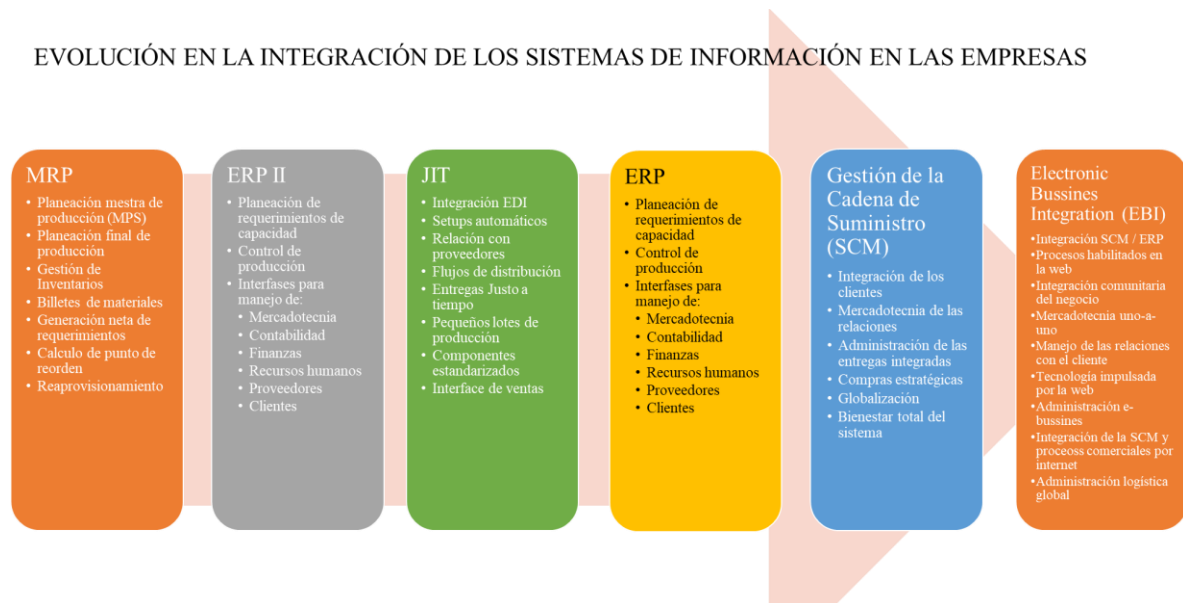 EVOLUCIÓN EN LA INTEGRACIÓN DE LOS SISTEMAS DE INFORMACIÓN EN LAS EMPRESAS
MRP
• Planeación mestra de
producción (MPS)
• Planeación final de
producción
• Gestión de
Inventarios
• Billetes de materiales
• Generación neta de
requerimientos
• Calculo de punto de
reorden
• Reaprovisionamiento
ERP II
• Planeación de
requerimientos de
capacidad
• Control de
producción
• Interfases para
manejo de:
• Mercadotecnia
• Contabilidad
• Finanzas
• Recursos humanos
• Proveedores
• Clientes
JIT
• Integración EDI
• Setups automáticos
• Relación con
proveedores
• Flujos de distribución
• Entregas Justo a
tiempo
• Pequeños lotes de
producción
• Componentes
estandarizados
• Interface de ventas
ERP
• Planeación de
requerimientos de
capacidad
• Control de
producción
• Interfases para
manejo de:
• Mercadotecnia
• Contabilidad
• Finanzas
• Recursos humanos
• Proveedores
• Clientes
Gestión de la
Cadena de
Suministro
(SCM)
• Integración de los
clientes
• Mercadotecnia de las
relaciones
• Administración de las
entregas integradas
• Compras estratégicas
• Globalización
• Bienestar total del
sistema
Electronic
Bussines
Integration (EBI)
•Integración SCM / ERP
•Procesos habilitados en
la web
•Integración comunitaria
del negocio
•Mercadotecnia uno-a-
uno
•Manejo de las relaciones
con el cliente
•Tecnología impulsada
por la web
•Administración e-
bussines
•Integración de la SCM y
proceoss comerciales por
internet
•Administración logística
global